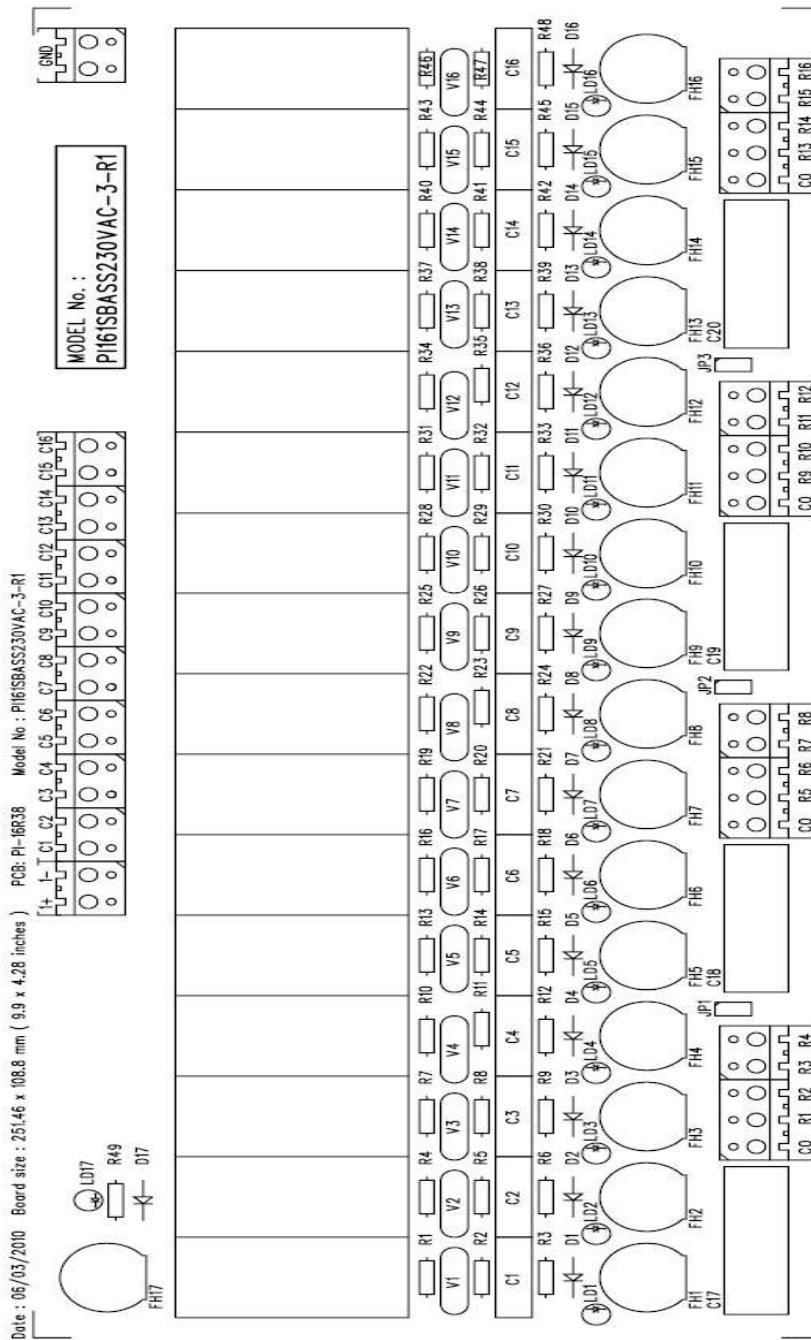 Date : 06/03/2010 Board size : 251.46 x 108.8 mm ( 9.9 x 4.28 inches ) PCB: PI-16R38 Model No : PI161SBASS230VAC-3-R1
1+ 1- C1 C2 C3 C4 C5 C6 C7 C8 C9 C10 C11 C12 C13 C14 C15 C16 GND
MODEL No. :
PI161SBASS230VAC-3-R1
LD17
R49
D17
FH17
R1 R4 R7 R10 R13 R16 R19 R22 R25 R28 R31 R34 R37 R40 R43 R46
V1 V2 V3 V4 V5 V6 V7 V8 V9 V10 V11 V12 V13 V14 V15 V16
R2 R5 R8 R11 R14 R17 R20 R23 R26 R29 R32 R35 R38 R41 R44 R47
C1 C2 C3 C4 C5 C6 C7 C8 C9 C10 C11 C12 C13 C14 C15 C16
R3 R6 R9 R12 R15 R18 R21 R24 R27 R30 R33 R36 R39 R42 R45 R48
D1 D2 D3 D4 D5 D6 D7 D8 D9 D10 D11 D12 D13 D14 D15 D16
LD1 LD2 LD3 LD4 LD5 LD6 LD7 LD8 LD9 LD10 LD11 LD12 LD13 LD14 LD15 LD16
FH1 FH2 FH3 FH4 FH5 FH6 FH7 FH8 FH9 FH10 FH11 FH12 FH13 FH14 FH15 FH16
C17 JP1 C18 JP2 C19 JP3 C20
C0 R1 R2 R3 R4 C0 R5 R6 R7 R8 C0 R9 R10 R11 R12 C0 R13 R14 R15 R16